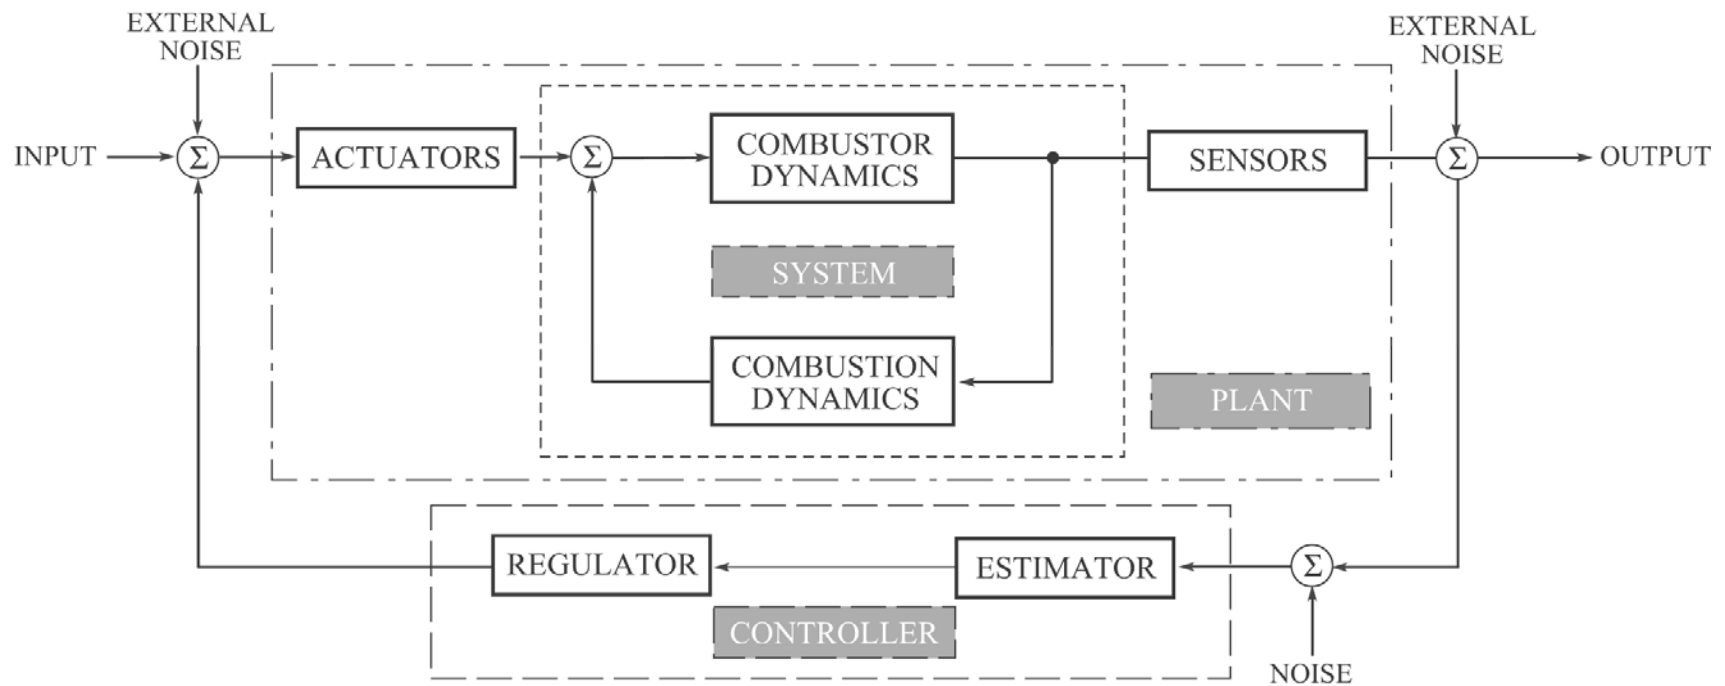 EXTERNAL
NOISE
EXTERNAL
NOISE
INPUT
Σ
ACTUATORS
Σ
COMBUSTOR
DYNAMICS
SENSORS
Σ
OUTPUT
SYSTEM
COMBUSTION
DYNAMICS
PLANT
REGULATOR
ESTIMATOR
Σ
CONTROLLER
NOISE